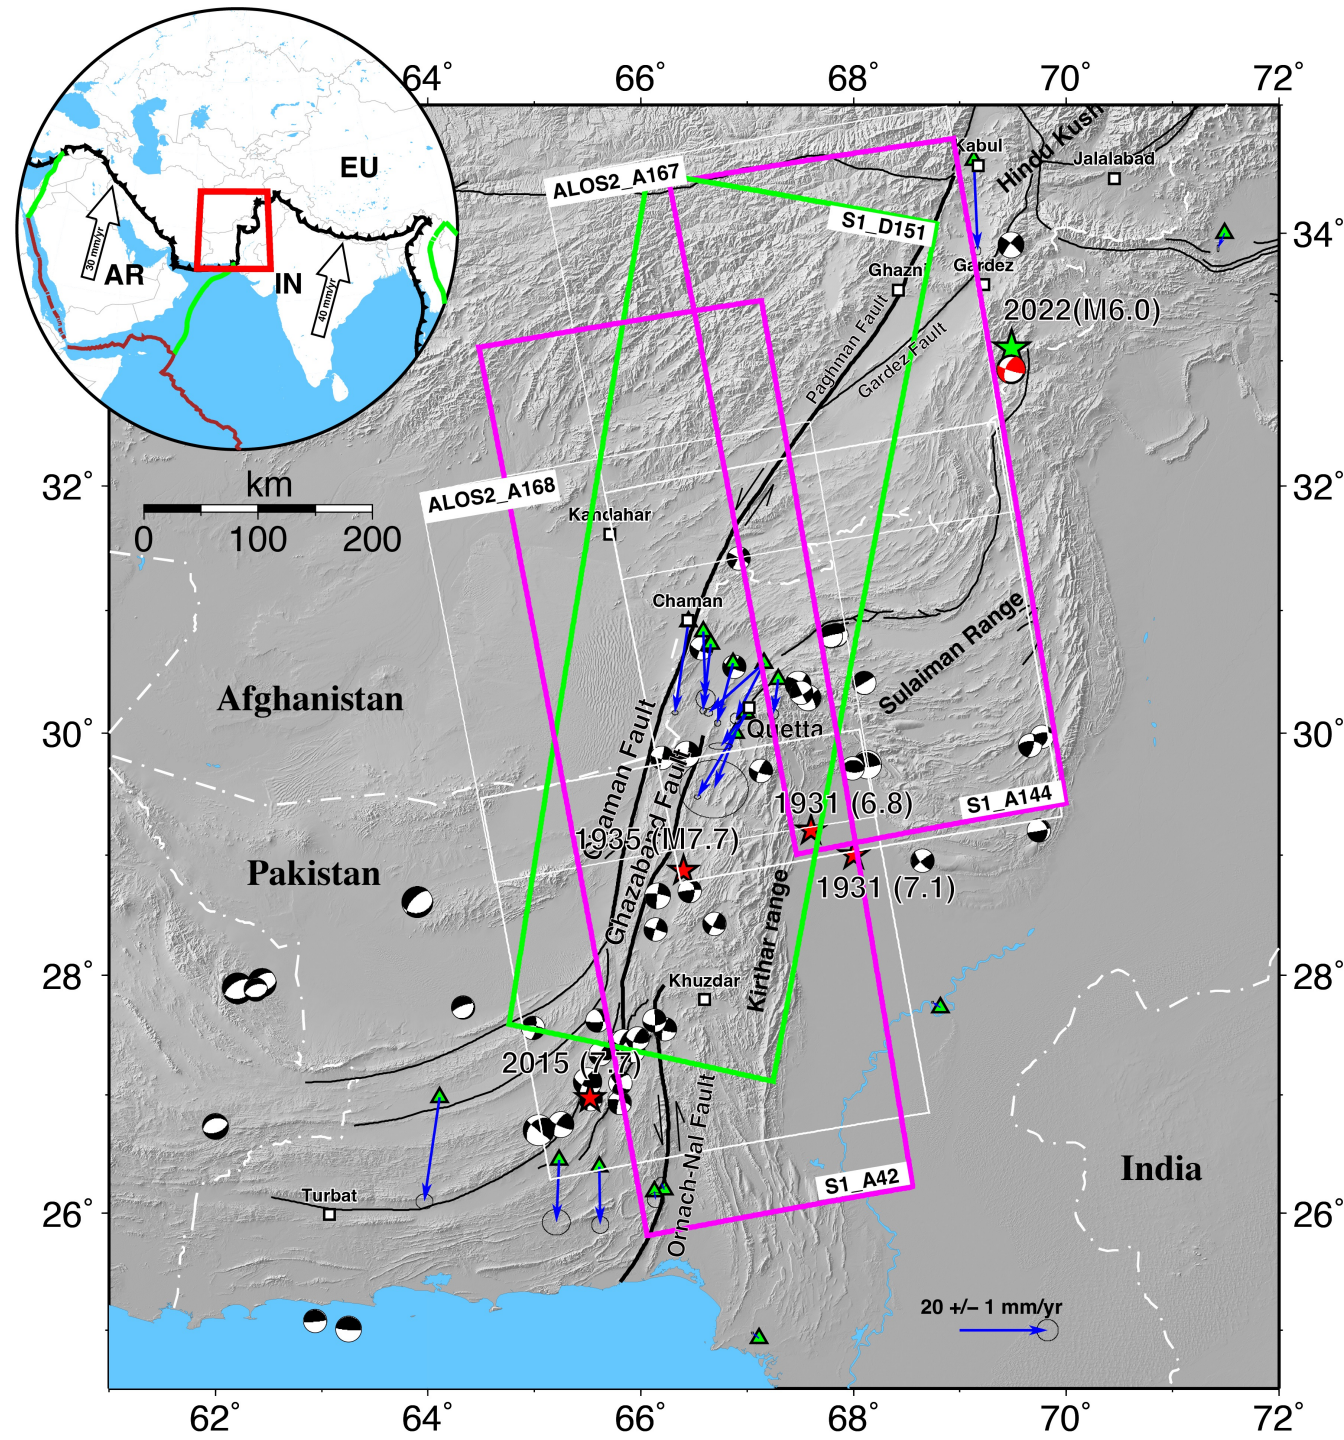 64°
66°
68°
70°
72°
EU
AR
IN
30 mm/yr
40 mm/yr
Kabul
Hindu Kush
Jalalabad
ALOS2_A167
S1_D151
34°
Ghazni
Gardez
2022(M6.0)
Paghman Fault
Gardez Fault
km
0
100
200
32°
32°
ALOS2_A168
Kandahar
Chaman
Sulaiman Range
Afghanistan
Chaman Fault
Quetta
30°
30°
Ghazaband Fault
1931 (6.8)
S1_A144
1935 (M7.7)
Pakistan
1931 (7.1)
Kirthar range
28°
28°
Khuzdar
2015 (7.7)
Ornach-Nal Fault
India
S1_A42
Turbat
26°
26°
20 +/− 1 mm/yr
62°
64°
66°
68°
70°
72°